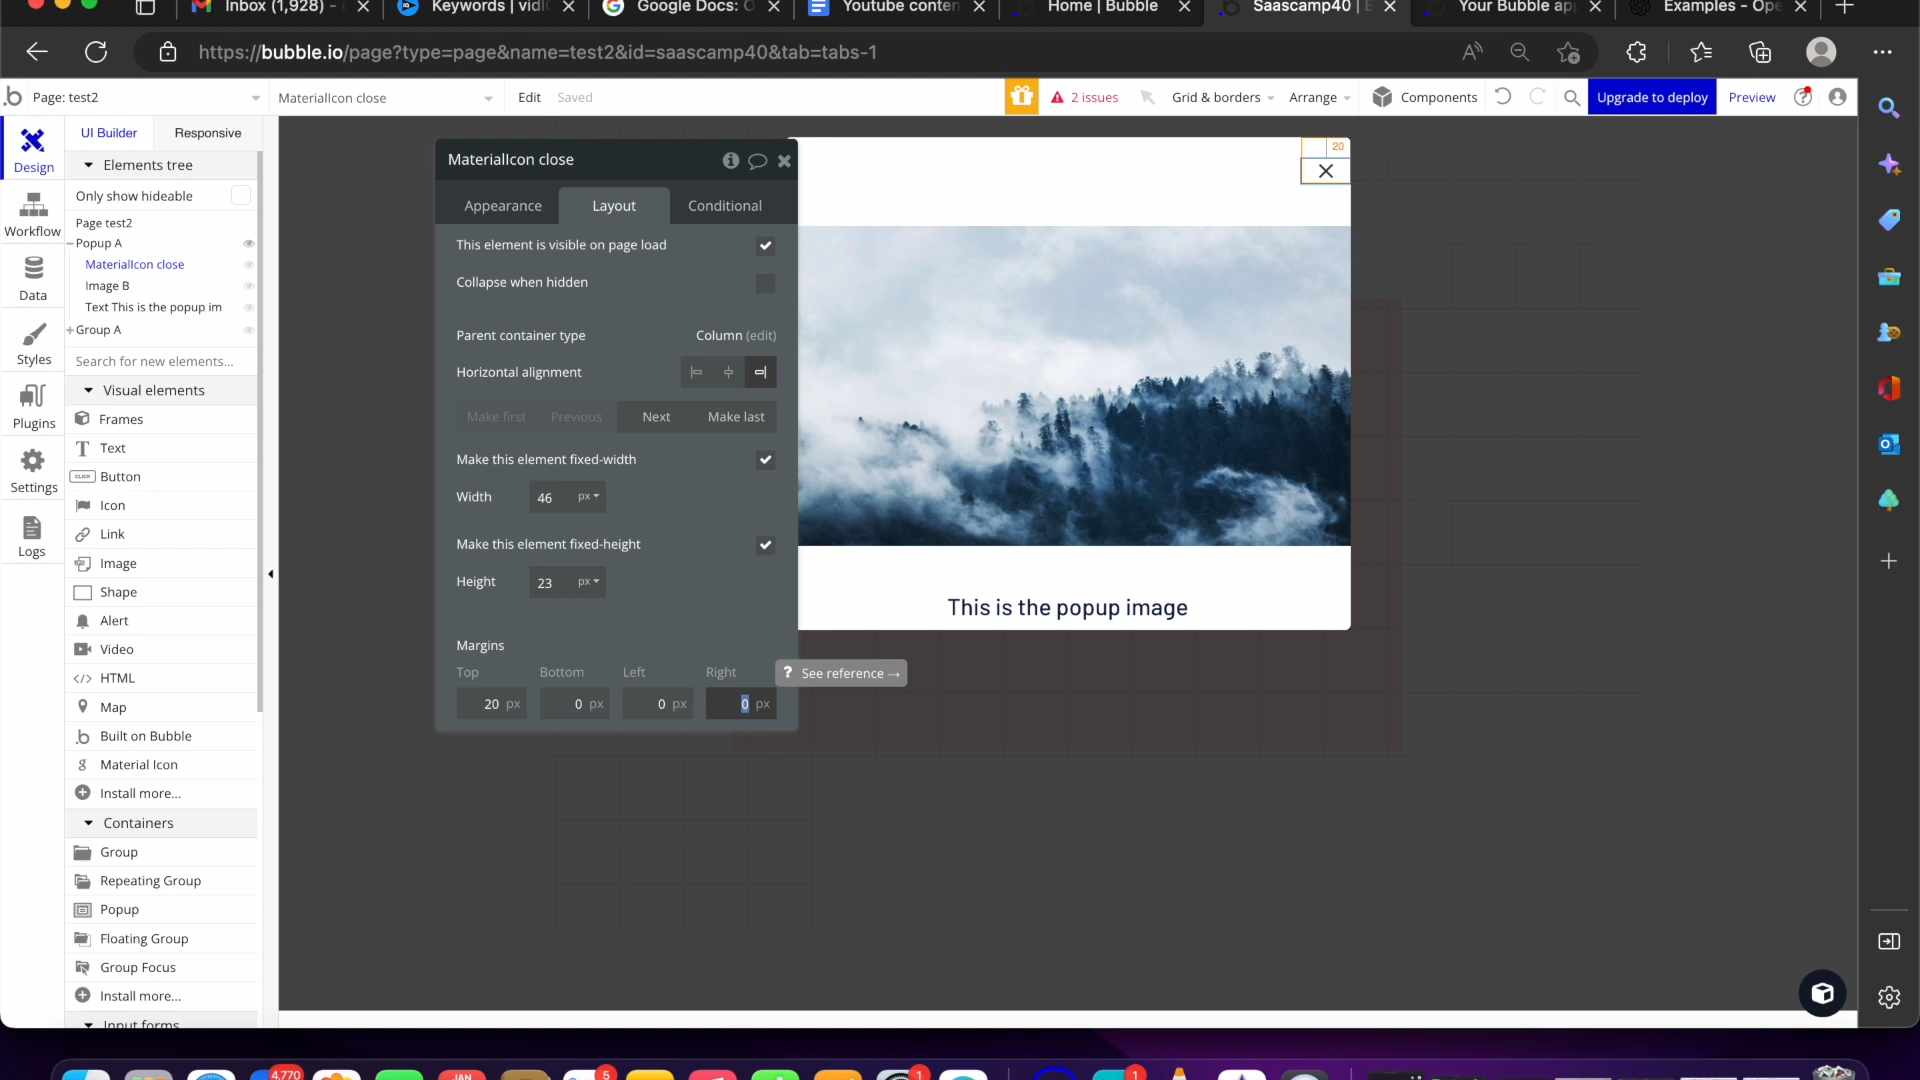 Inbox (1,928) -
Keywords | vidI
Google Docs: O
Youtube conten
Home | Bubble
Saascamp40 | B
Your Bubble ap
Examples - Ope
https://bubble.io/page?type=page&name=test2&id=saascamp40&tab=tabs-1
Page: test2
MaterialIcon close
Edit
Saved
2 issues
Grid & borders
Arrange
Components
Upgrade to deploy
Preview
Design
Workflow
Data
Styles
Plugins
Settings
Logs
UI Builder
Responsive
Elements tree
Only show hideable
Page test2
Popup A
MaterialIcon close
Image B
Text This is the popup im
Group A
Search for new elements...
Visual elements
Frames
Text
CLICK
Button
Icon
Link
Image
Shape
Alert
Video
HTML
Map
Built on Bubble
Material Icon
Install more...
Containers
Group
Repeating Group
Popup
Floating Group
Group Focus
Install more...
Input forms
MaterialIcon close
Appearance
Layout
Conditional
This element is visible on page load
Collapse when hidden
Parent container type
Column (edit)
Horizontal alignment
Make first
Previous
Next
Make last
Make this element fixed-width
Width
46 px
Make this element fixed-height
Height
23 px
Margins
Top
Bottom
Left
Right
20 px
0 px
0 px
0 px
? See reference →
20
This is the popup image
4,770
JAN
5
1
1